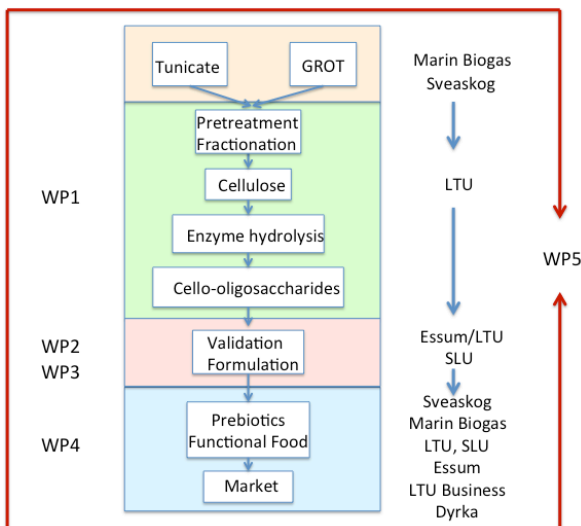 Tunicate
GROT
Marin Biogas
Sveaskog
Pretreatment
Fractionation
WP1
Cellulose
LTU
Enzyme hydrolysis
WP5
Cello-oligosaccharides
WP2
WP3
Validation
Formulation
Essum/LTU
SLU
WP4
Prebiotics
Functional Food
Market
Sveaskog
Marin Biogas
LTU, SLU
Essum
LTU Business
Dyrka